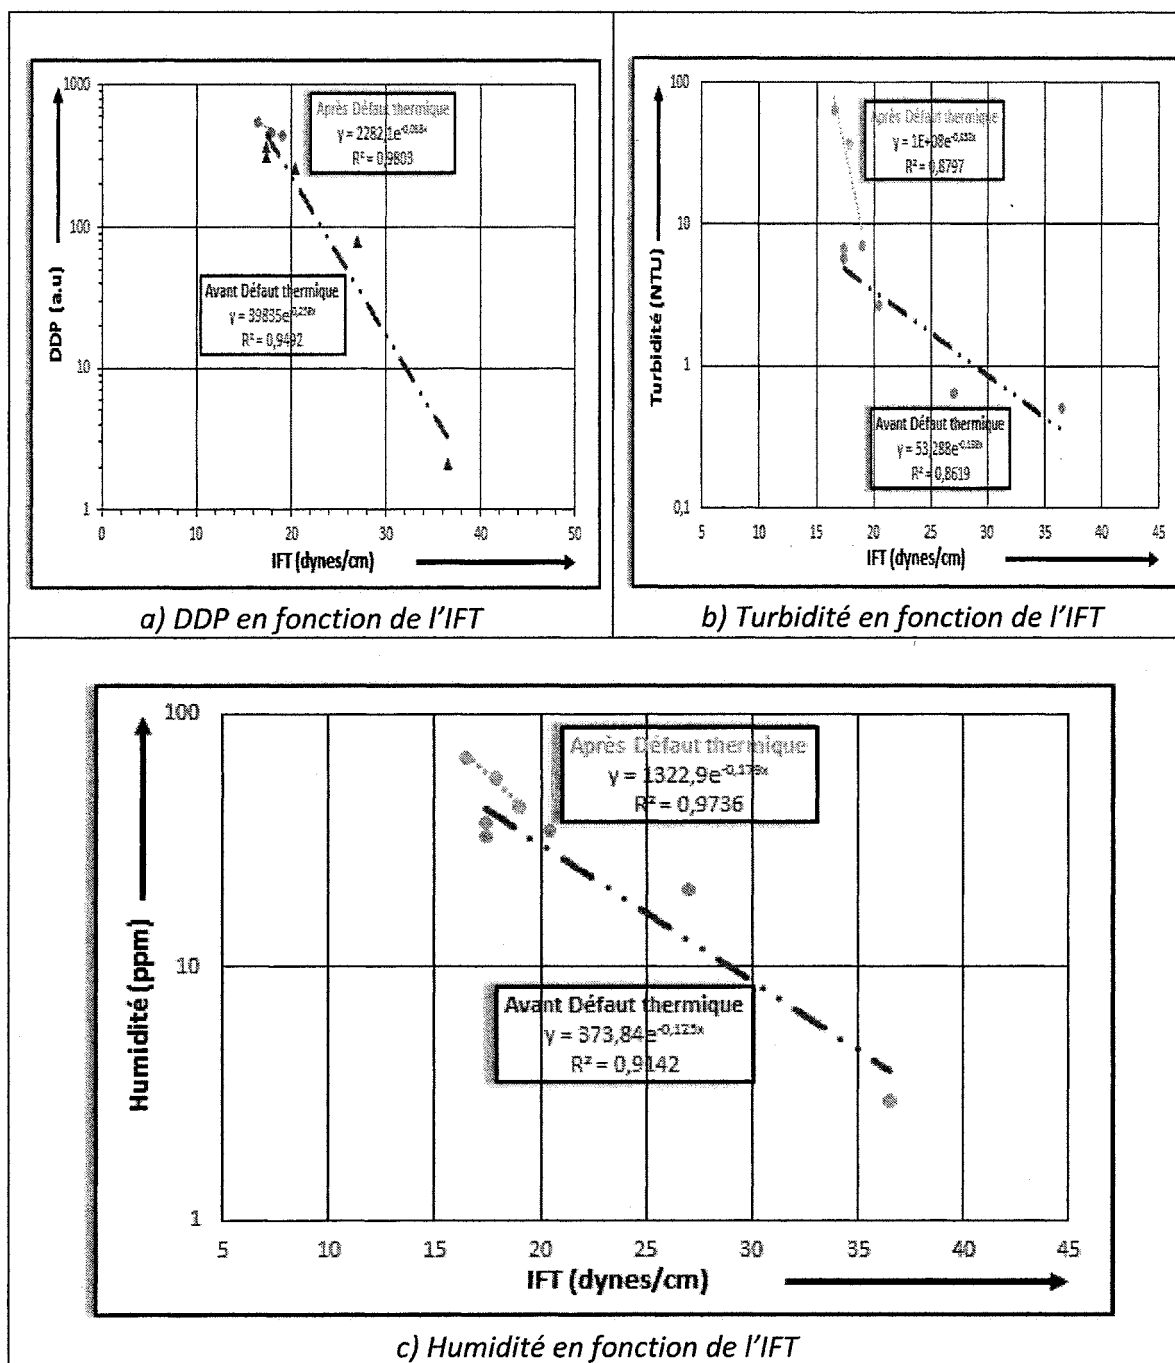 1000
100
10
1
DDP (a.u)
Après Défaut thermique
R² = 0,9803
Avant Défaut thermique
R² = 0,9492
0 10 20 30 40 50
IFT (dynes/cm)
a) DDP en fonction de l'IFT
100
10
1
0,1
Turbidité (NTU)
Après Défaut thermique
R² = 0,8797
Avant Défaut thermique
R² = 0,8619
5 10 15 20 25 30 35 40 45
IFT (dynes/cm)
b) Turbidité en fonction de l'IFT
100
10
1
Humidité (ppm)
Après Défaut thermique
R² = 0,9736
Avant Défaut thermique
y = 373,84e^-0,125x
R² = 0,9142
5 10 15 20 25 30 35 40 45
IFT (dynes/cm)
c) Humidité en fonction de l'IFT